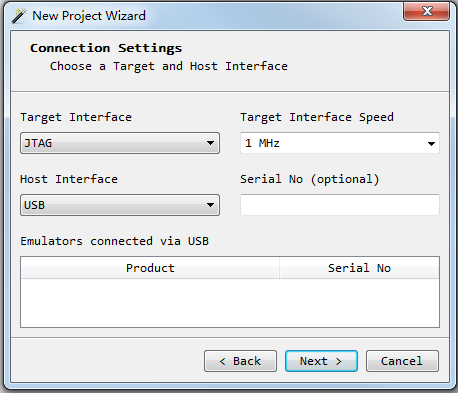 New Project Wizard
Connection Settings
Choose a Target and Host Interface
Target Interface
Target Interface Speed
JTAG
1 MHz
Host Interface
Serial No (optional)
USB
Emulators connected via USB
Product
Serial No
< Back
Next >
Cancel